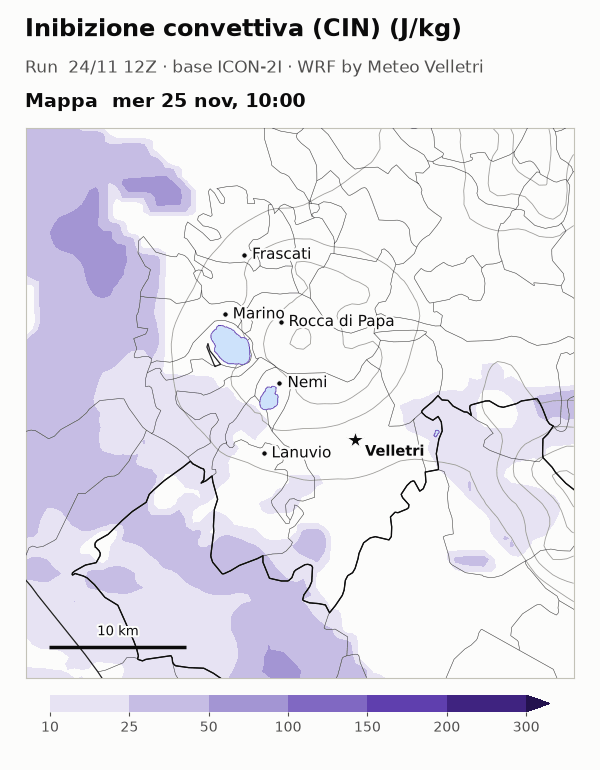 Inibizione convettiva (CIN) (J/kg)
Run  24/11 12Z · base ICON-2I · WRF by Meteo Velletri
Mappa  mer 25 nov, 10:00
Frascati
Marino
Rocca di Papa
Nemi
Velletri
Lanuvio
10 km
10 25 50 100 150 200 300